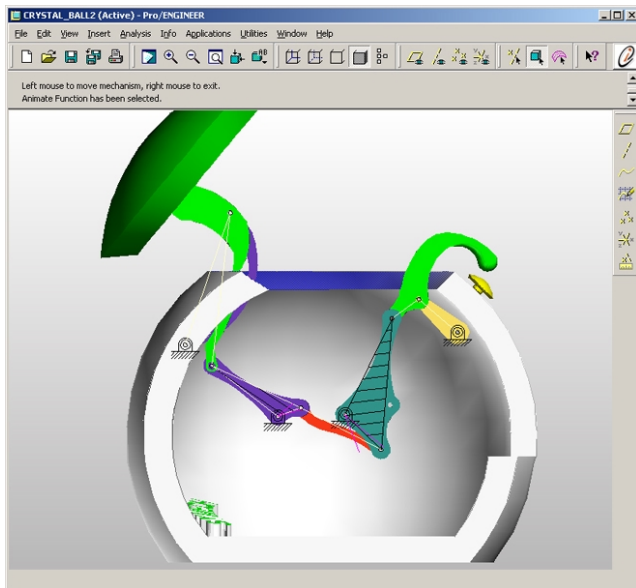 CRYSTAL_BALL2 (Active) - Pro/ENGINEER
File Edit View Insert Analysis Info Applications Utilities Window Help
Left mouse to move mechanism, right mouse to exit.
Animate Function has been selected.